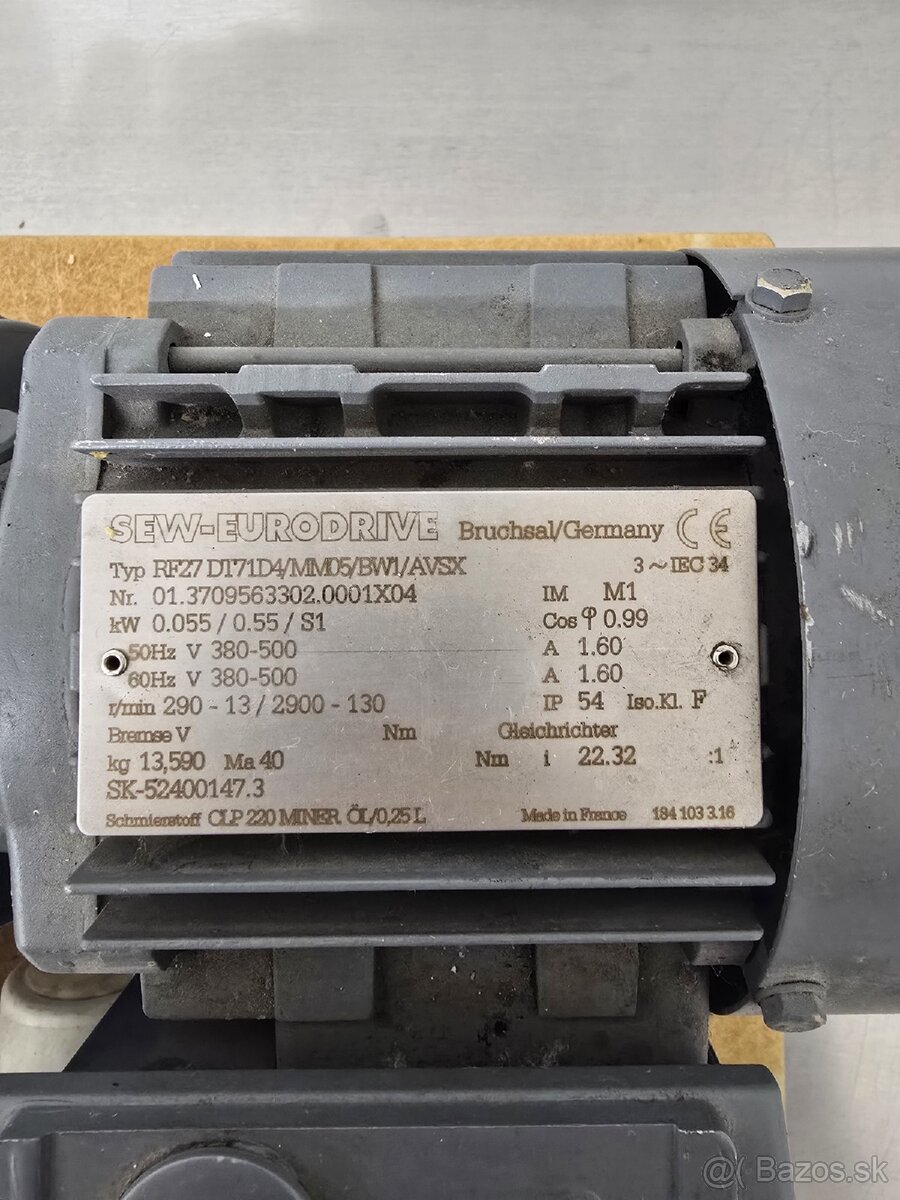 SEW-EURODRIVE Bruchsal/Germany CE
Typ RF27 DT71D4/MM05/BW1/AVSX 3 ~ IEC 34
Nr. 01.3709563302.0001X04 IM M1
kW 0.055 / 0.55 / S1 Cos φ 0.99
50Hz V 380-500 A 1.60
60Hz V 380-500 A 1.60
r/min 290 - 13 / 2900 - 130 IP 54 Iso.Kl. F
Bremse V Nm Gleichrichter
kg 13,590 Ma 40 Nm i 22.32 :1
SK-52400147.3
Schmierstoff CLP 220 MINER. ÖL/0,25 L Made in France 184 103 3.16
@( Bazos.sk